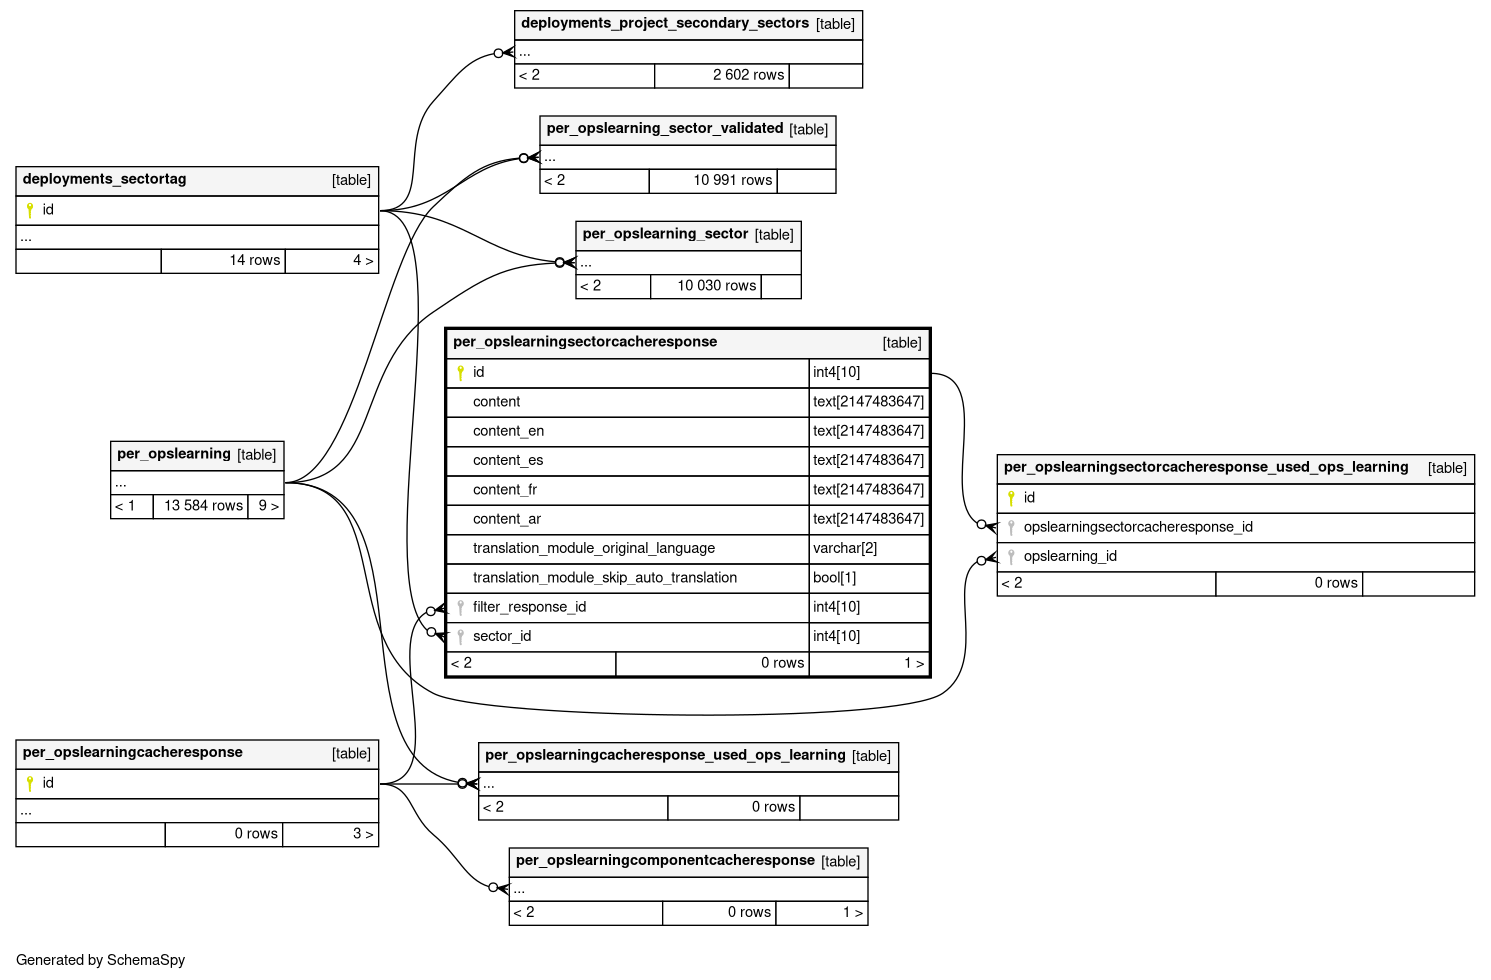 deployments_project_secondary_sectors [table]
...
< 2 2 602 rows
per_opslearning_sector_validated [table]
...
< 2 10 991 rows
deployments_sectortag [table]
id
...
14 rows 4 >
per_opslearning_sector [table]
...
< 2 10 030 rows
per_opslearningsectorcacheresponse [table]
id int4[10]
content text[2147483647]
content_en text[2147483647]
content_es text[2147483647]
content_fr text[2147483647]
content_ar text[2147483647]
translation_module_original_language varchar[2]
translation_module_skip_auto_translation bool[1]
filter_response_id int4[10]
sector_id int4[10]
< 2 0 rows 1 >
per_opslearning [table]
...
< 1 13 584 rows 9 >
per_opslearningsectorcacheresponse_used_ops_learning [table]
id
opslearningsectorcacheresponse_id
opslearning_id
< 2 0 rows
per_opslearningcacheresponse [table]
id
...
0 rows 3 >
per_opslearningcacheresponse_used_ops_learning [table]
...
< 2 0 rows
per_opslearningcomponentcacheresponse [table]
...
< 2 0 rows 1 >
Generated by SchemaSpy